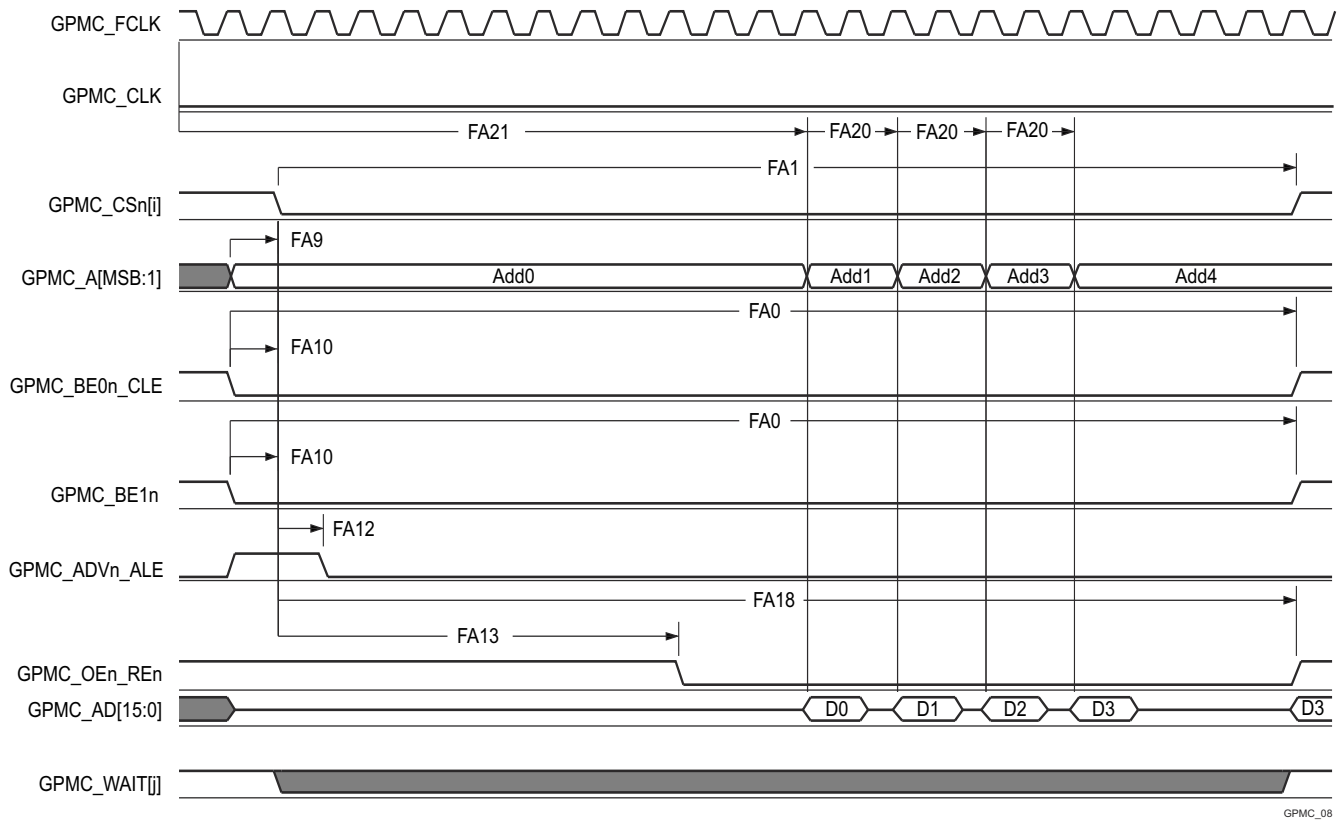 GPMC_FCLK
GPMC_CLK
FA21 FA20 FA20 FA20
FA1
GPMC_CSn[i]
FA9
GPMC_A[MSB:1] Add0 Add1 Add2 Add3 Add4
FA0
FA10
GPMC_BE0n_CLE
FA0
FA10
GPMC_BE1n
FA12
GPMC_ADVn_ALE
FA18
FA13
GPMC_OEn_REn
GPMC_AD[15:0] D0 D1 D2 D3 D3
GPMC_WAIT[j]
GPMC_08